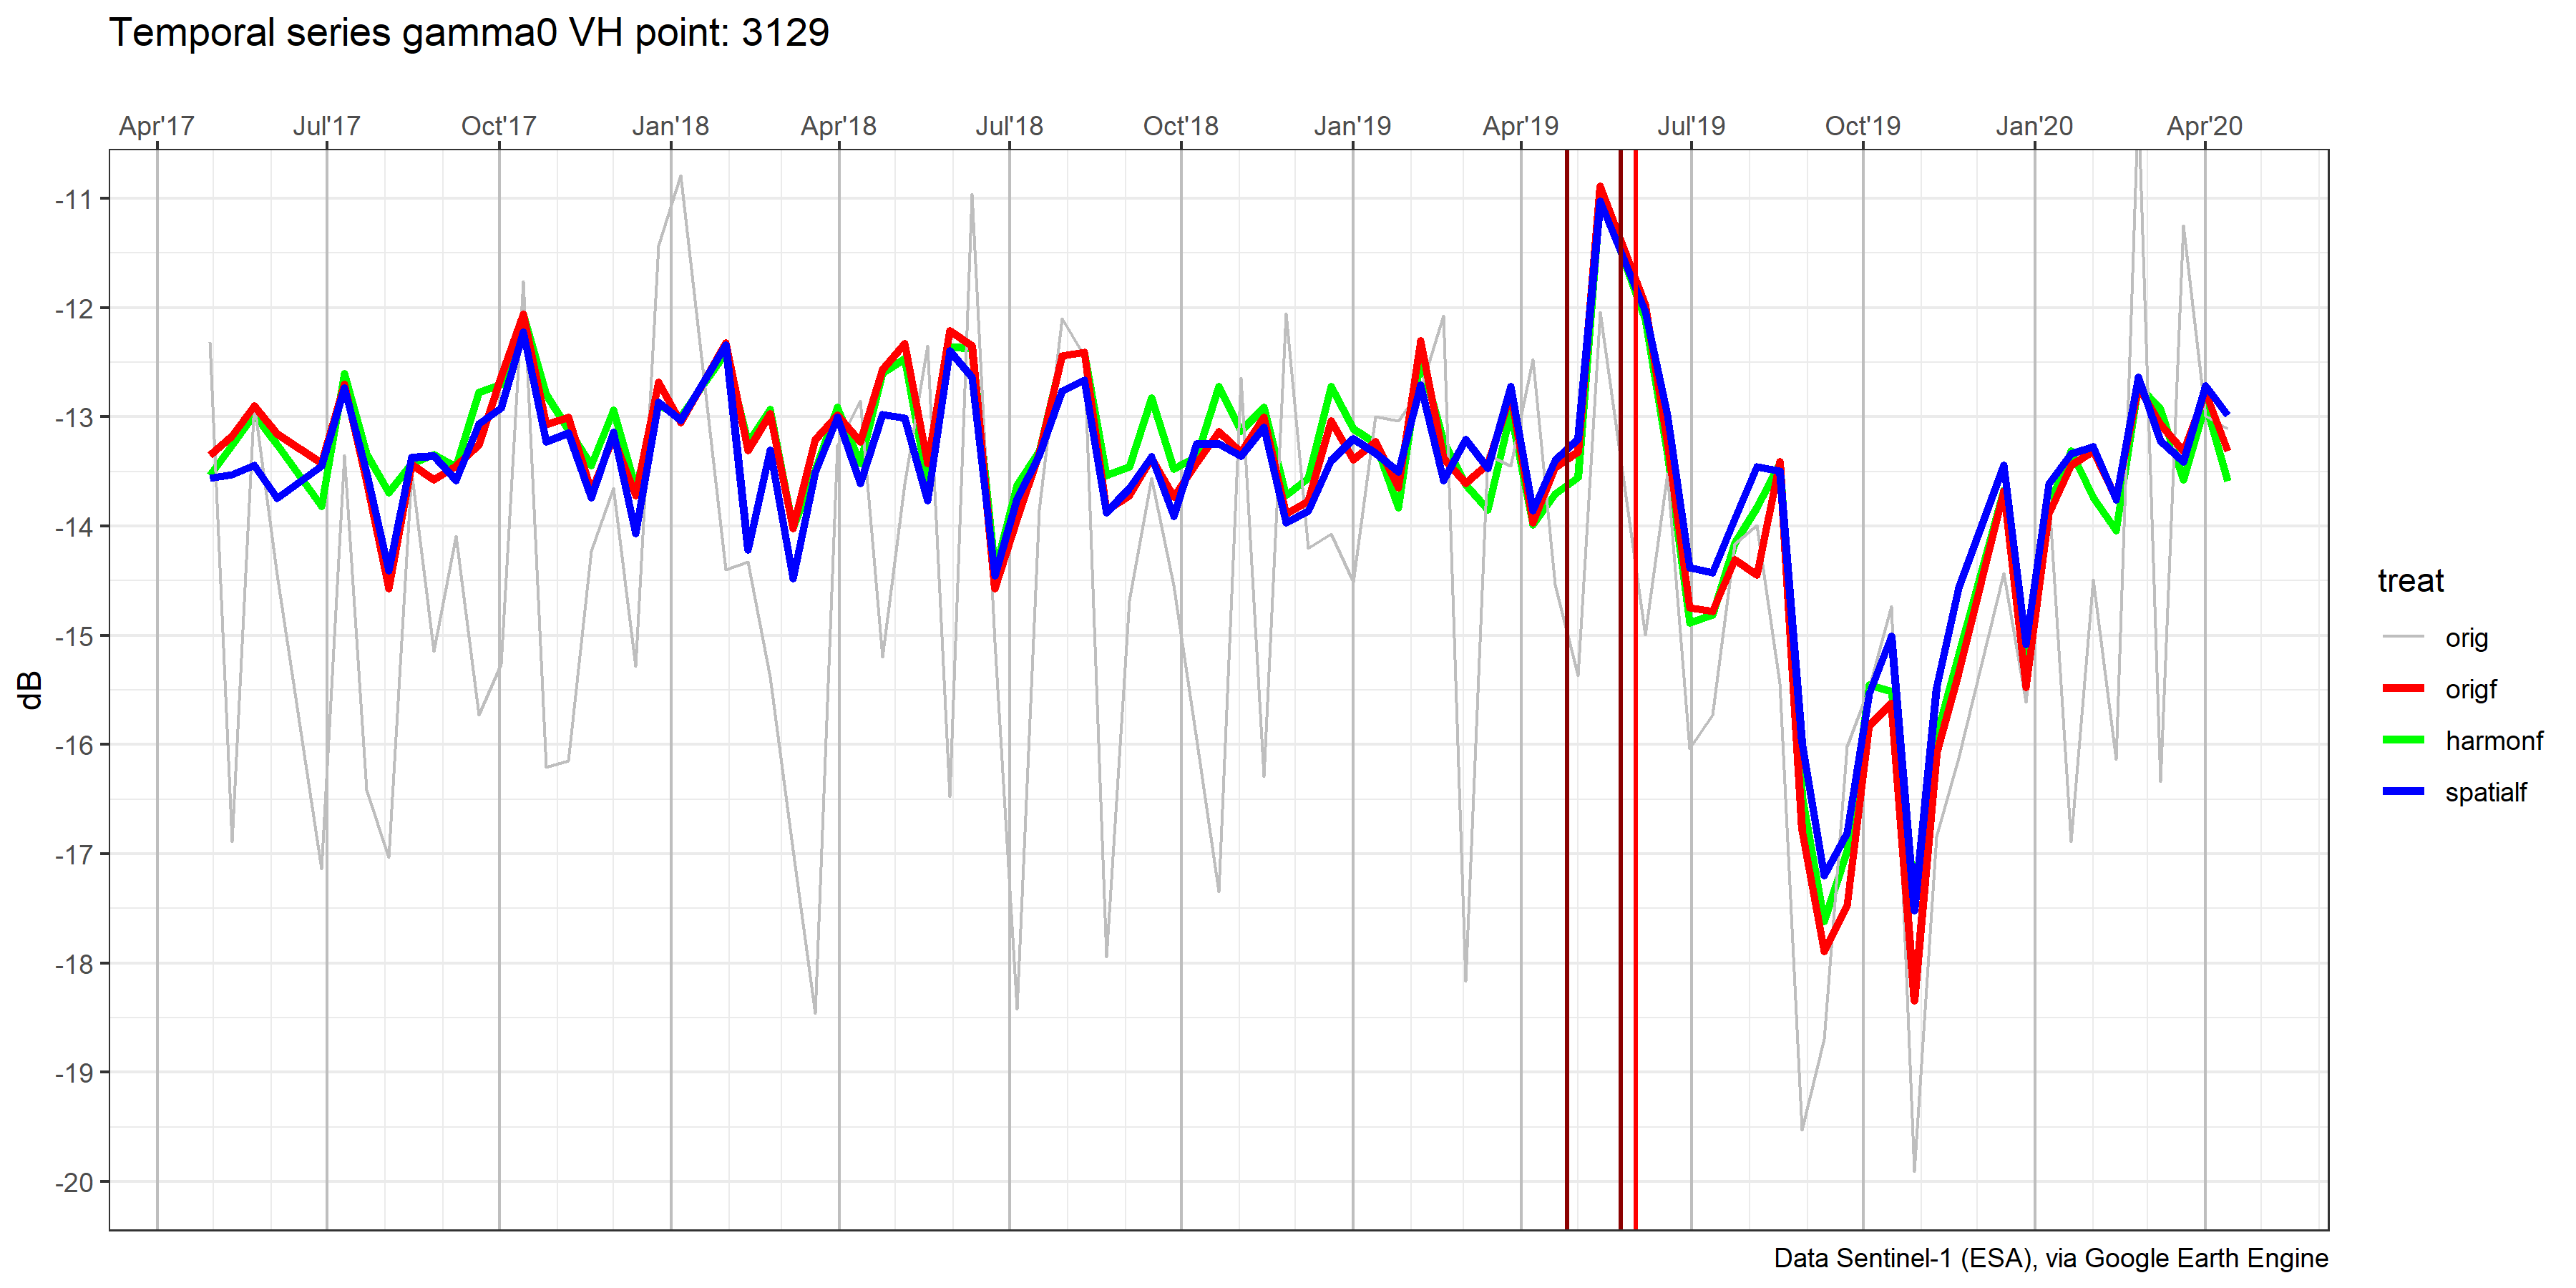 Temporal series gamma0 VH point: 3129
Apr'17 Jul'17 Oct'17 Jan'18 Apr'18 Jul'18 Oct'18 Jan'19 Apr'19 Jul'19 Oct'19 Jan'20 Apr'20
-11
-12
-13
-14
-15
-16
-17
-18
-19
-20
dB
treat
orig
origf
harmonf
spatialf
Data Sentinel-1 (ESA), via Google Earth Engine